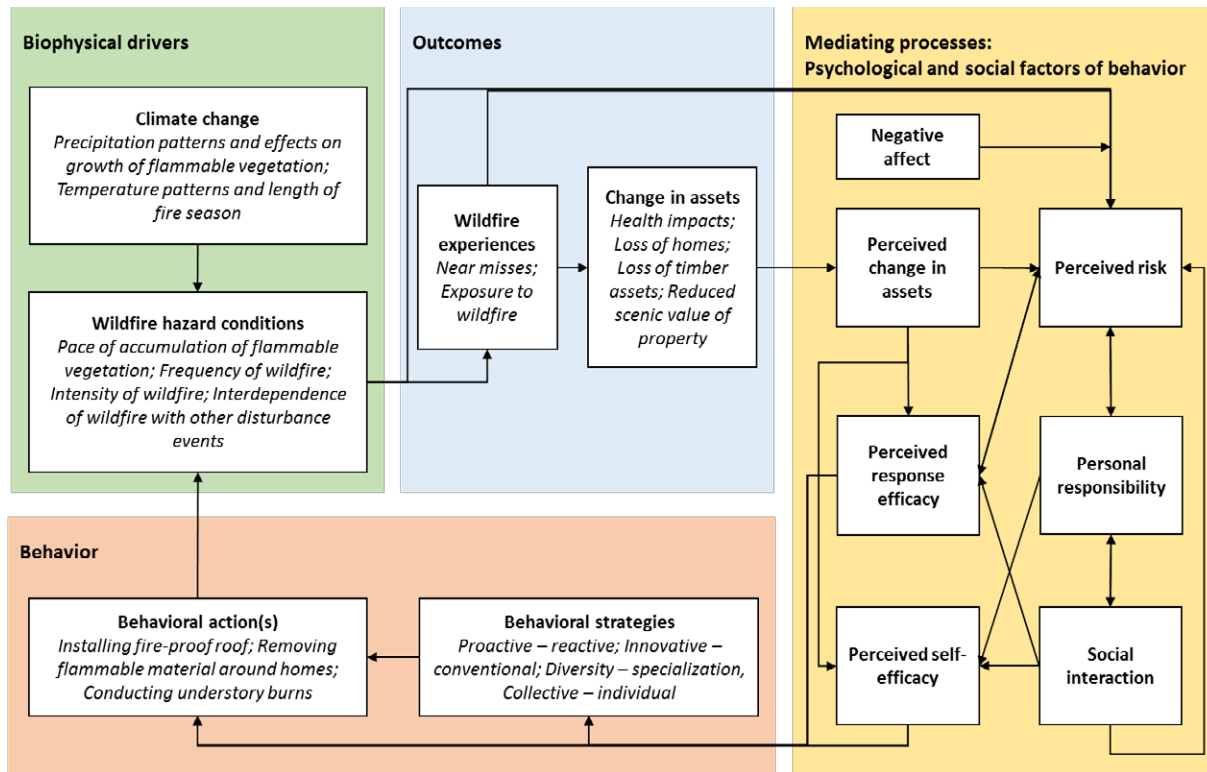 Biophysical drivers
Climate change
Precipitation patterns and effects on
growth of flammable vegetation;
Temperature patterns and length of
fire season
Wildfire hazard conditions
Pace of accumulation of flammable
vegetation; Frequency of wildfire;
Intensity of wildfire; Interdependence
of wildfire with other disturbance
events
Outcomes
Wildfire
experiences
Near misses;
Exposure to
wildfire
Change in assets
Health impacts;
Loss of homes;
Loss of timber
assets; Reduced
scenic value of
property
Mediating processes:
Psychological and social factors of behavior
Negative
affect
Perceived
change in
assets
Perceived risk
Perceived
response
efficacy
Personal
responsibility
Perceived self-
efficacy
Social
interaction
Behavior
Behavioral action(s)
Installing fire-proof roof; Removing
flammable material around homes;
Conducting understory burns
Behavioral strategies
Proactive – reactive; Innovative –
conventional; Diversity – specialization,
Collective – individual